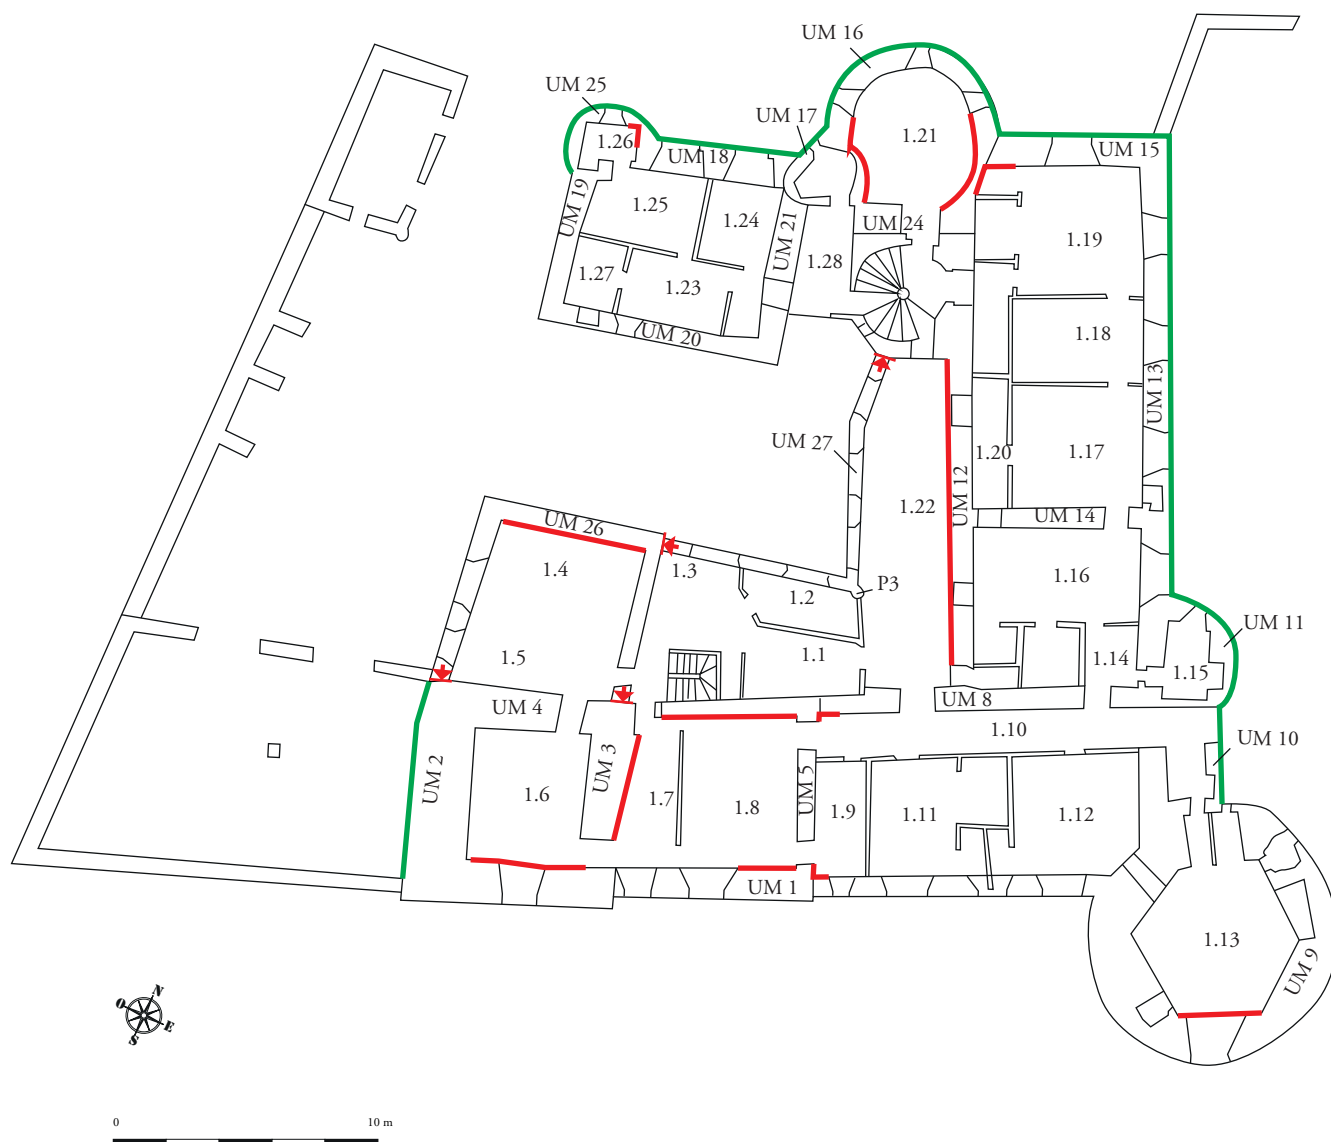 UM 16
UM 25
UM 17
1.21
1.26
UM 18
UM 15
UM 19
1.25
1.24
UM 21
UM 24
1.19
1.28
1.27
1.23
UM 20
1.18
UM 13
UM 27
1.20
1.17
UM 12
1.22
UM 14
UM 26
1.4
1.3
1.16
P3
1.2
UM 11
1.5
1.1
1.14
1.15
UM 4
UM 8
1.10
UM 10
UM 2
UM 3
UM 5
1.6
1.7
1.8
1.9
1.11
1.12
UM 1
1.13
UM 9
N
O
E
S
0
10 m